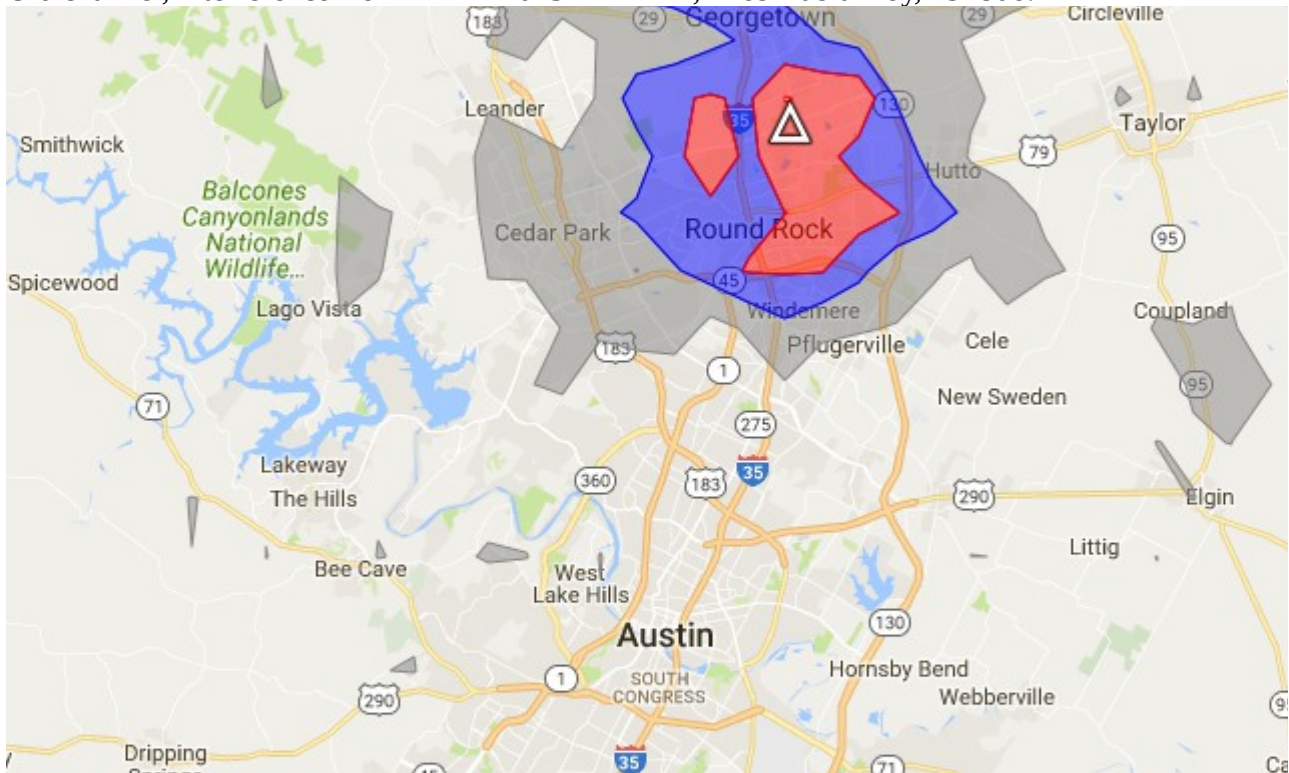 183
29
Georgetown
29
Circleville
Leander
35
130
Taylor
Smithwick
79
Hutto
Balcones
Canyonlands
National
Wildlife...
Cedar Park
Round Rock
95
Spicewood
45
Lago Vista
Windemere
Coupland
183
Pflugerville
Cele
1
95
71
New Sweden
275
Lakeway
35
360
183
The Hills
290
Elgin
Littig
Bee Cave
West
Lake Hills
130
Austin
SOUTH
CONGRESS
1
Hornsby Bend
290
Webberville
Dripping
35
71